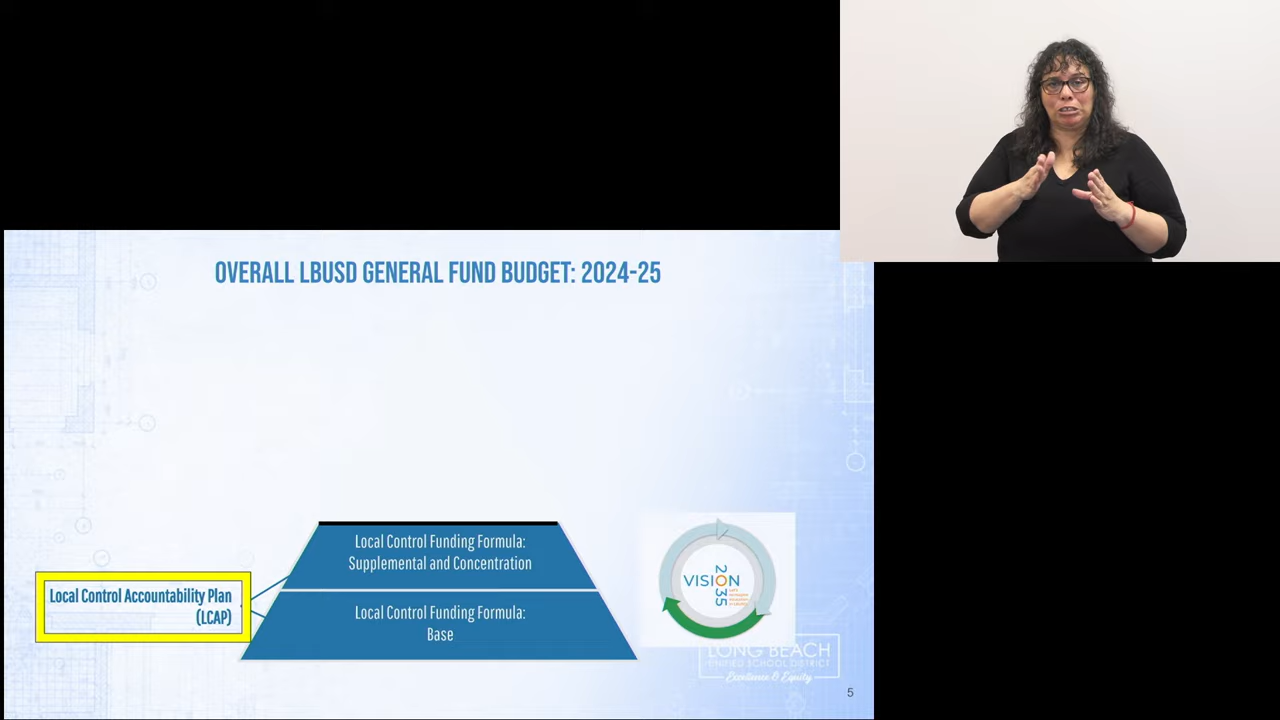 OVERALL LBUSD GENERAL FUND BUDGET: 2024-25
Local Control Funding Formula:
Supplemental and Concentration
Local Control Accountability Plan
(LCAP)
Local Control Funding Formula:
Base
VISION
2035
LONG BEACH
UNIFIED SCHOOL DISTRICT
Excellence & Equity
5